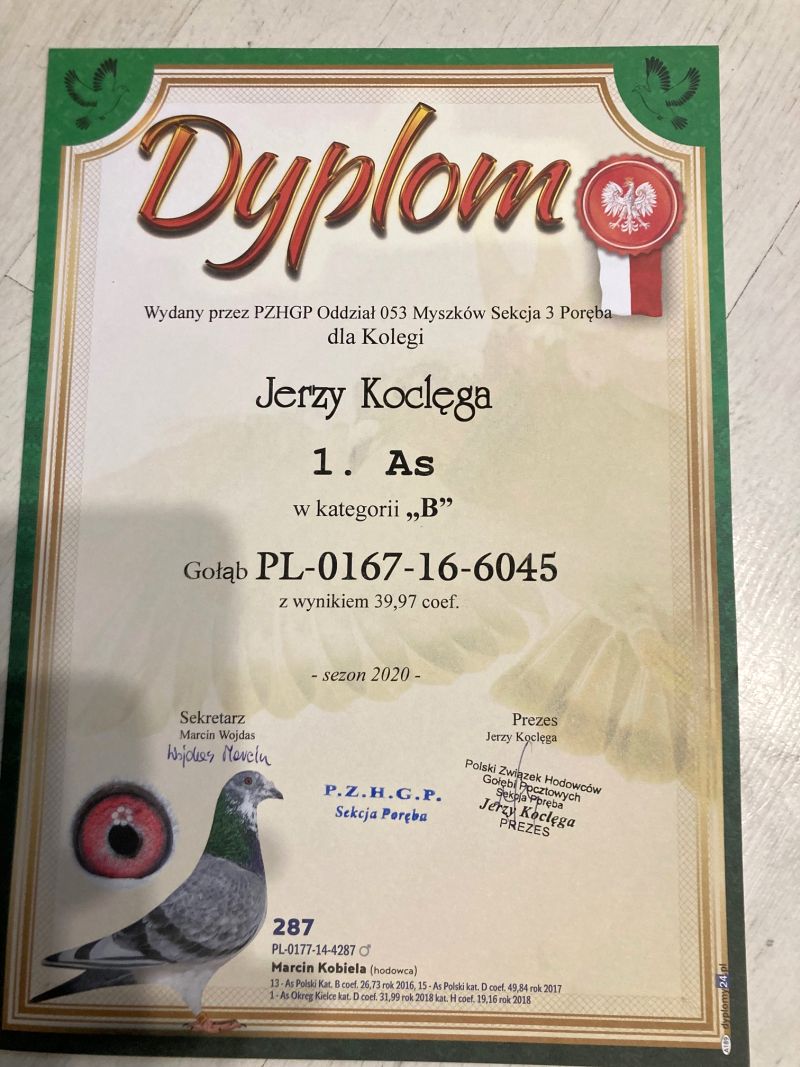 Dyplom
Wydany przez PZHGP Oddział 053 Myszków Sekcja 3 Poręba
dla Kolegi
Jerzy Koclęga
1. As
w kategorii „B”
Gołąb PL-0167-16-6045
z wynikiem 39,97 coef.
- sezon 2020 -
Sekretarz
Marcin Wojdas
Wojdas Marcin
Prezes
Jerzy Koclęga
P.Z.H.G.P.
Sekcja Poręba
Polski Związek Hodowców
Gołębi Pocztowych
Sekcja Poręba
Jerzy Koclęga
PREZES
287
PL-0177-14-4287 ♂
Marcin Kobiela (hodowca)
13 - As Polski Kat. B coef. 26,73 rok 2016, 15 - As Polski kat. D coef. 49,84 rok 2017
1 - As Okreg Kielce kat. D coef. 31,99 rok 2018 kat. H coef. 19,16 rok 2018
dyplomy24.pl